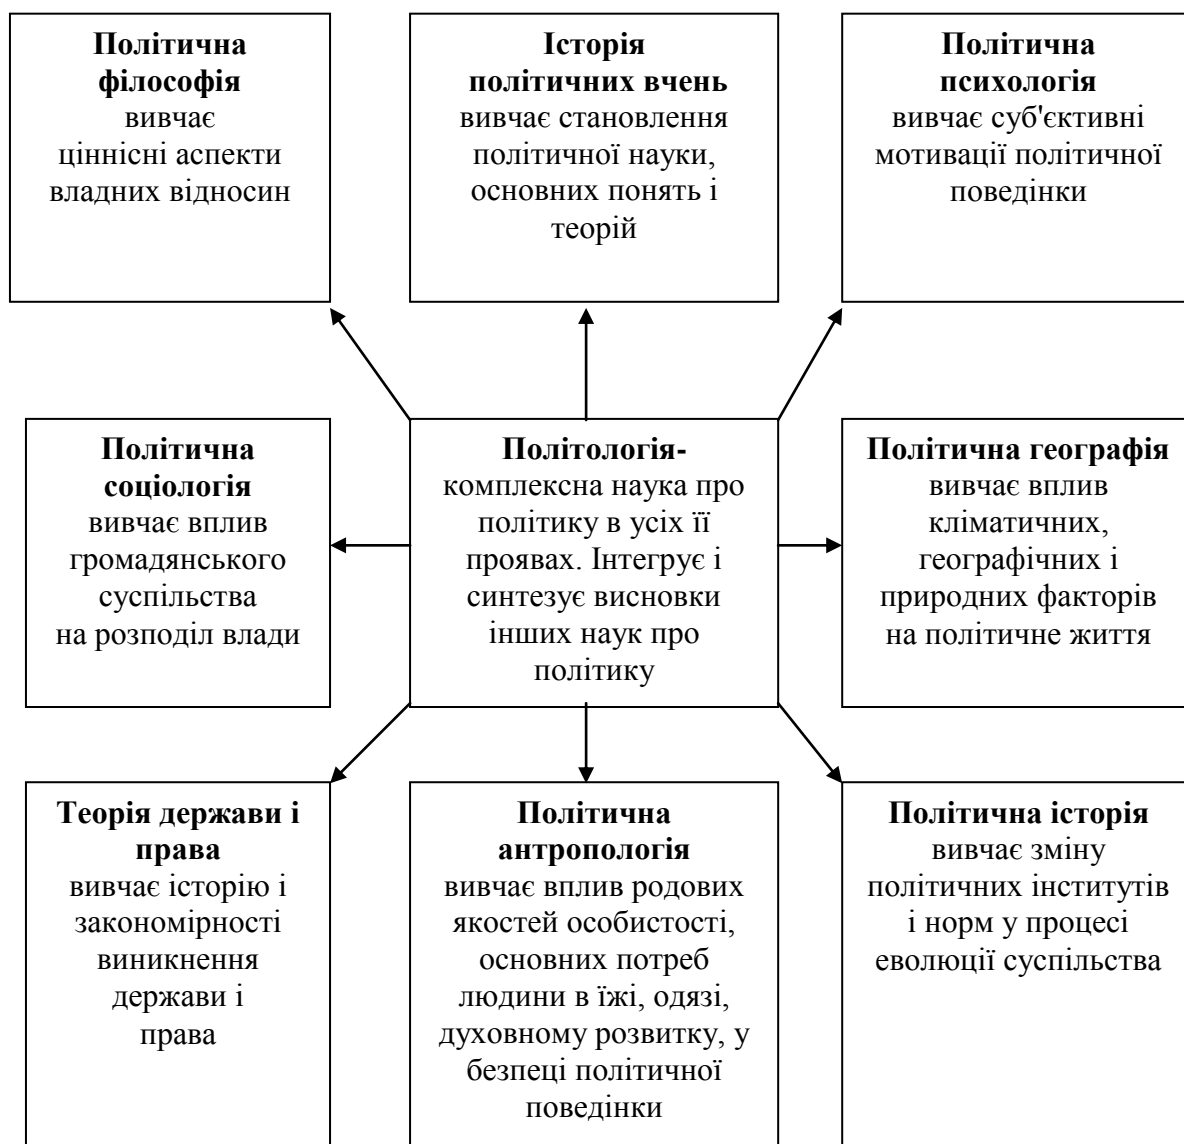 Політична
філософія
вивчає
ціннісні аспекти
владних відносин
Історія
політичних вчень
вивчає становлення
політичної науки,
основних понять і
теорій
Політична
психологія
вивчає суб'єктивні
мотивації політичної
поведінки
Політична
соціологія
вивчає вплив
громадянського
суспільства
на розподіл влади
Політологія-
комплексна наука про
політику в усіх її
проявах. Інтегрує і
синтезує висновки
інших наук про
політику
Політична географія
вивчає вплив
кліматичних,
географічних і
природних факторів
на політичне життя
Теорія держави і
права
вивчає історію і
закономірності
виникнення
держави і
права
Політична
антропологія
вивчає вплив родових
якостей особистості,
основних потреб
людини в їжі, одязі,
духовному розвитку, у
безпеці політичної
поведінки
Політична історія
вивчає зміну
політичних інститутів
і норм у процесі
еволюції суспільства